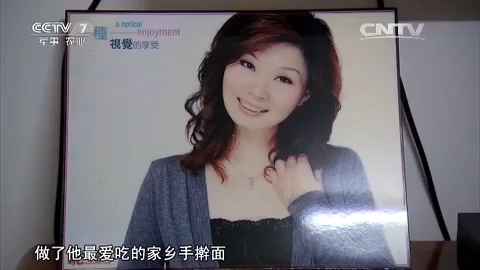 CCTV 7
军事 农业
CNTV
a optical
enjoyment
種
視覺的享受
做了他最爱吃的家乡手擀面